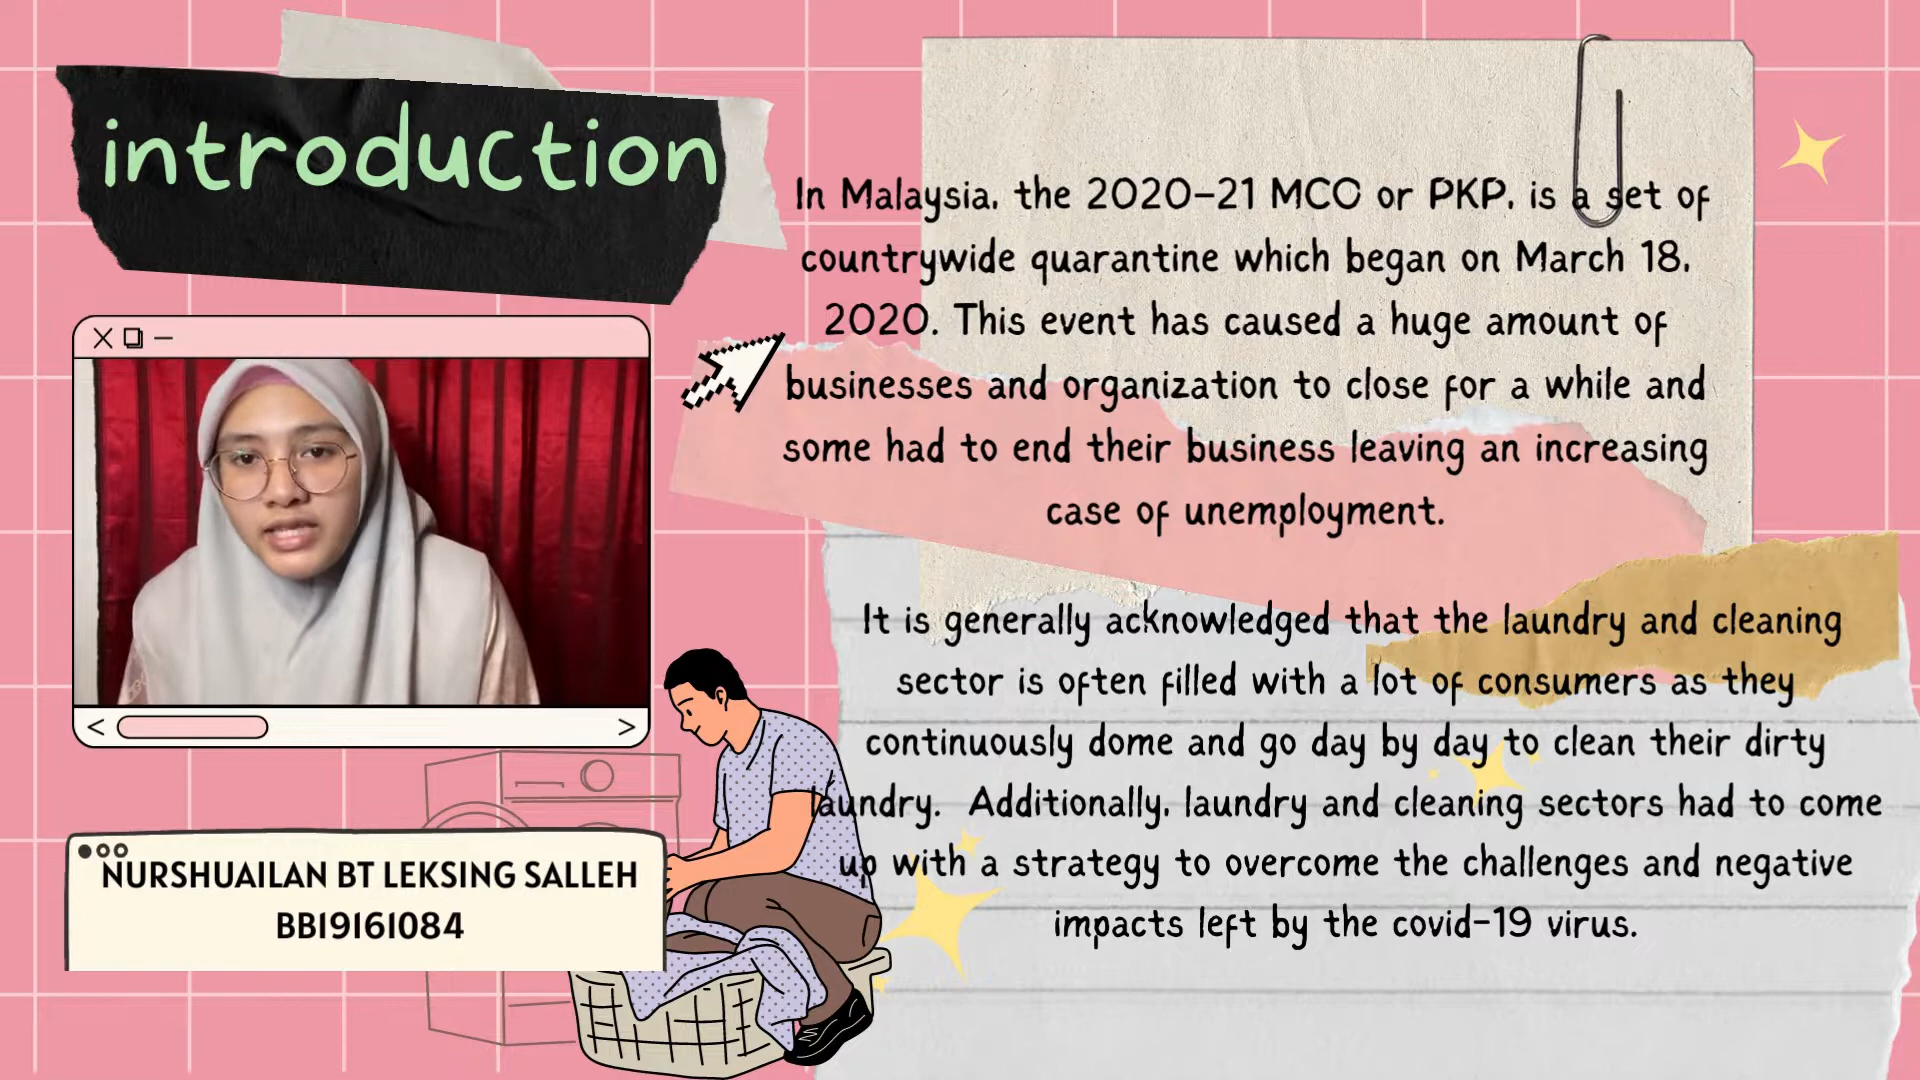 introduction
In Malaysia, the 2020-21 MCO or PKP, is a set of
countrywide quarantine which began on March 18,
2020. This event has caused a huge amount of
businesses and organization to close for a while and
some had to end their business leaving an increasing
case of unemployment.
It is generally acknowledged that the laundry and cleaning
sector is often filled with a lot of consumers as they
continuously dome and go day by day to clean their dirty
laundry. Additionally, laundry and cleaning sectors had to come
up with a strategy to overcome the challenges and negative
impacts left by the covid-19 virus.
NURSHUAILAN BT LEKSING SALLEH
BB19161084